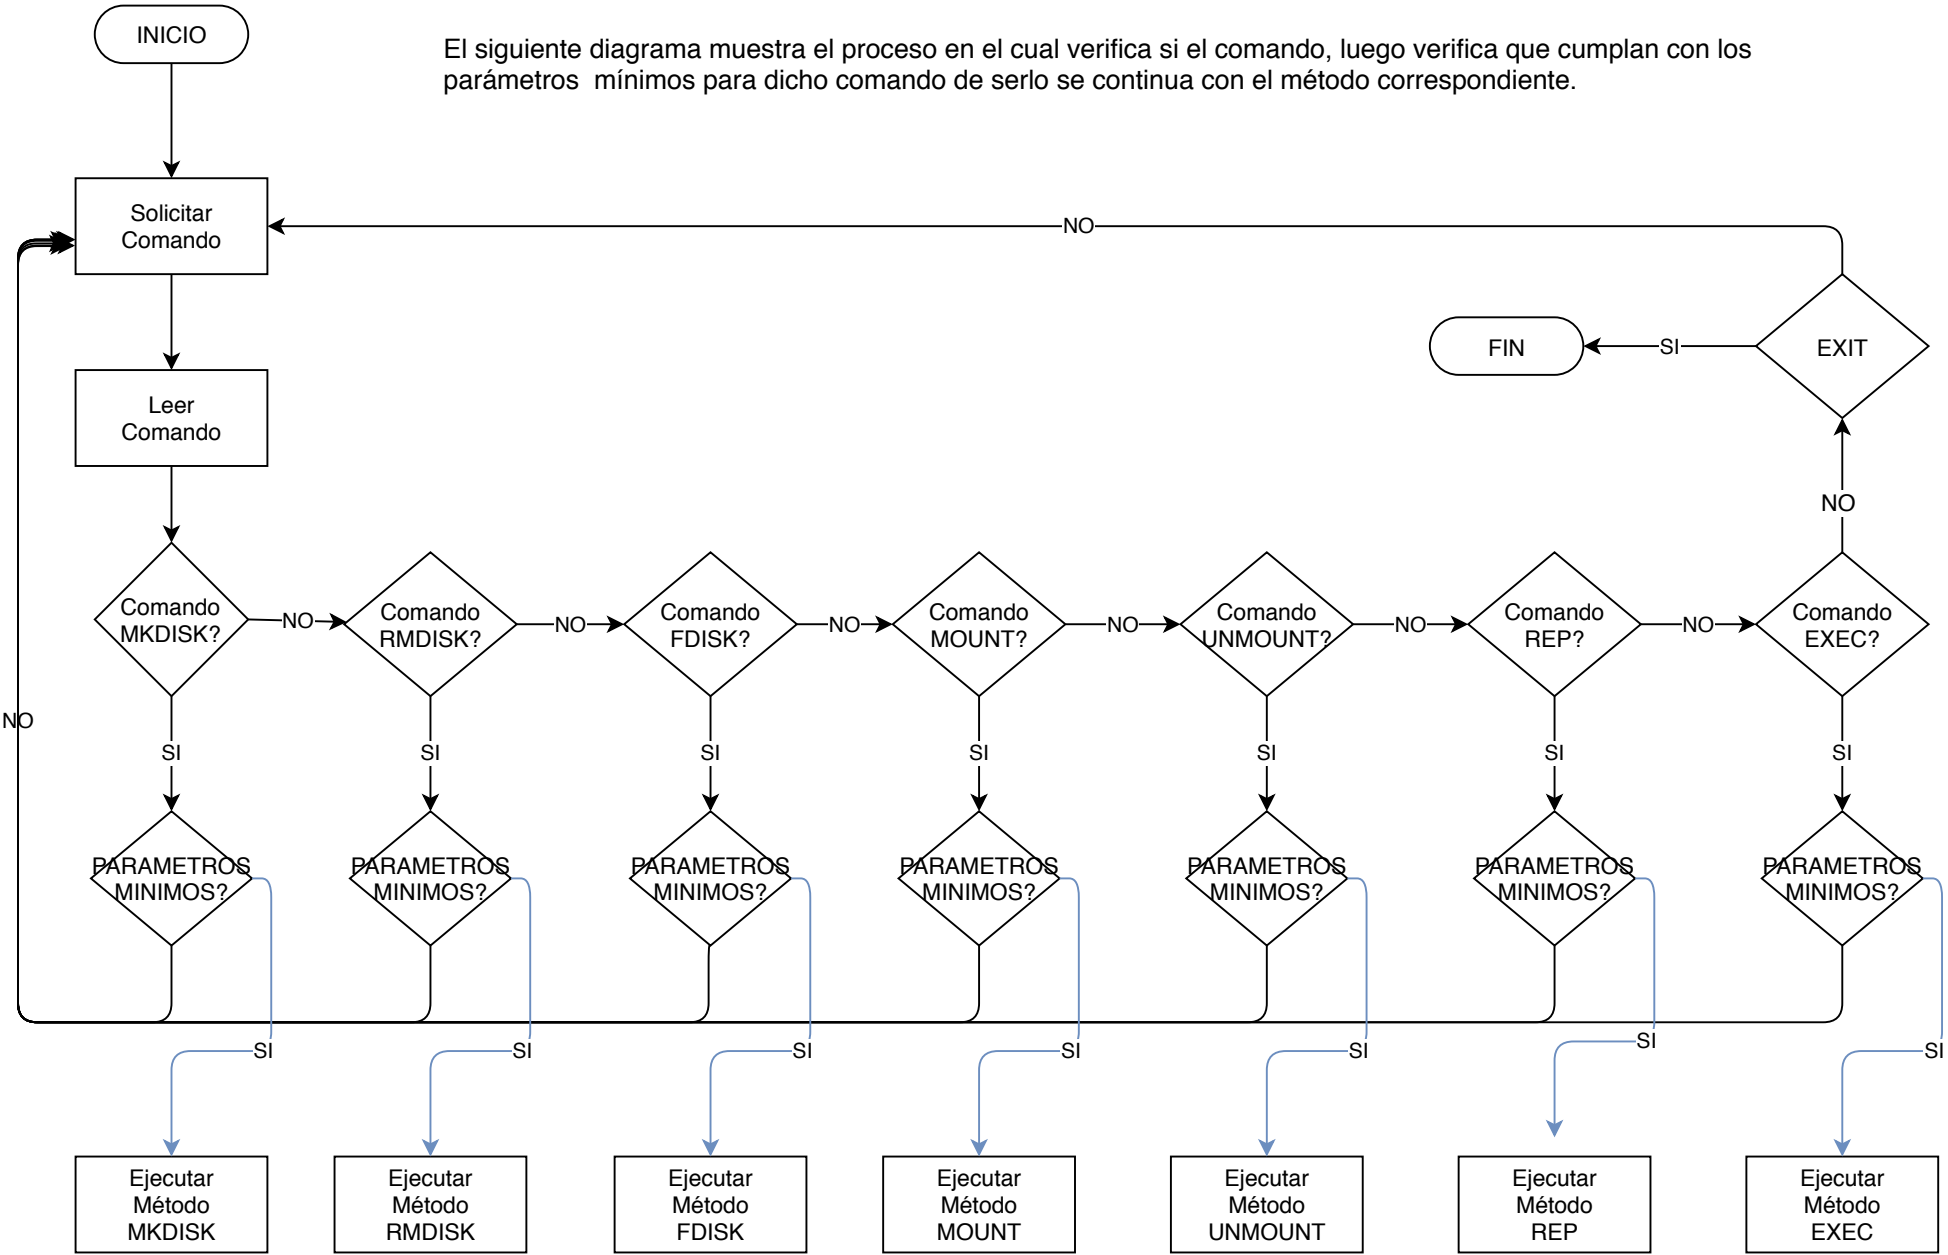 INICIO
El siguiente diagrama muestra el proceso en el cual verifica si el comando, luego verifica que cumplan con los
parámetros  mínimos para dicho comando de serlo se continua con el método correspondiente.
Solicitar
Comando
NO
FIN
SI
EXIT
Leer
Comando
NO
Comando
MKDISK?
NO
Comando
RMDISK?
NO
Comando
FDISK?
NO
Comando
MOUNT?
NO
Comando
UNMOUNT?
NO
Comando
REP?
NO
Comando
EXEC?
NO
SI
SI
SI
SI
SI
SI
SI
PARAMETROS
MINIMOS?
PARAMETROS
MINIMOS?
PARAMETROS
MINIMOS?
PARAMETROS
MINIMOS?
PARAMETROS
MINIMOS?
PARAMETROS
MINIMOS?
PARAMETROS
MINIMOS?
SI
SI
SI
SI
SI
SI
SI
Ejecutar
Método
MKDISK
Ejecutar
Método
RMDISK
Ejecutar
Método
FDISK
Ejecutar
Método
MOUNT
Ejecutar
Método
UNMOUNT
Ejecutar
Método
REP
Ejecutar
Método
EXEC